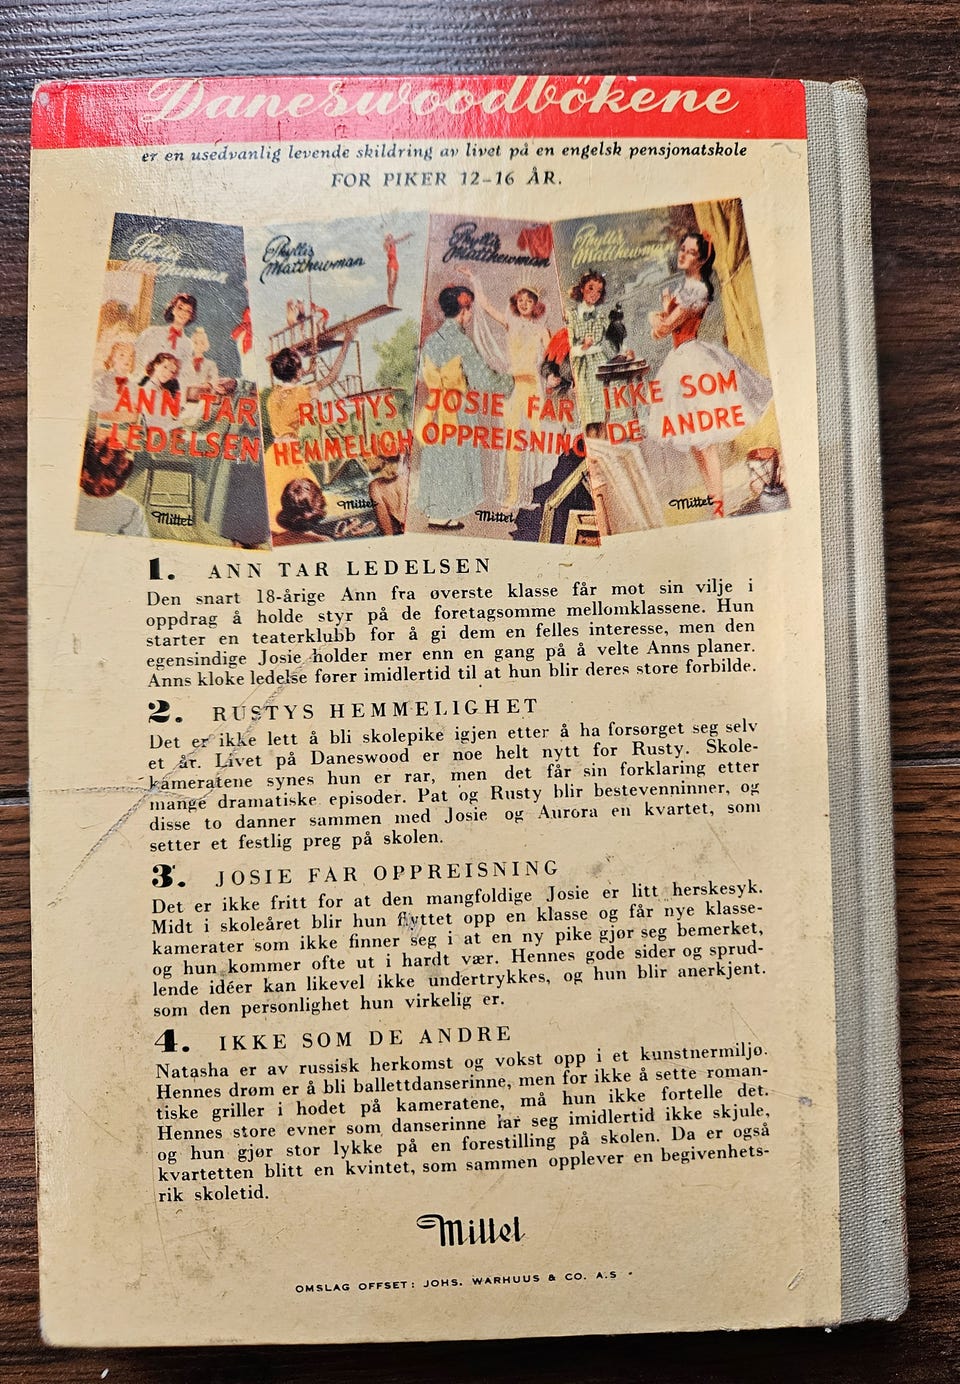 Daneswoodbökene
er en usedvanlig levende skildring av livet på en engelsk pensjonatskole
FOR PIKER 12-16 ÅR.
Phyllis Matthewman
ANN TAR
LEDELSEN
Mittet
Phyllis
Matthewman
RUSTYS
HEMMELIGH
Mittet
Phyllis
Matthewman
JOSIE FÅR
OPPREISNING
Mittet
Phyllis
Matthewman
IKKE SOM
DE ANDRE
Mittet
1. ANN TAR LEDELSEN
Den snart 18-årige Ann fra øverste klasse får mot sin vilje i
oppdrag å holde styr på de foretagsomme mellomklassene. Hun
starter en teaterklubb for å gi dem en felles interesse, men den
egensindige Josie holder mer enn en gang på å velte Anns planer.
Anns kloke ledelse fører imidlertid til at hun blir deres store forbilde.
2. RUSTYS HEMMELIGHET
Det er ikke lett å bli skolepike igjen etter å ha forsørget seg selv
et år. Livet på Daneswood er noe helt nytt for Rusty. Skole-
kameratene synes hun er rar, men det får sin forklaring etter
mange dramatiske episoder. Pat og Rusty blir bestevenninner, og
disse to danner sammen med Josie og Aurora en kvartet, som
setter et festlig preg på skolen.
3. JOSIE FÅR OPPREISNING
Det er ikke fritt for at den mangfoldige Josie er litt herskesyk.
Midt i skoleåret blir hun flyttet opp en klasse og får nye klasse-
kamerater som ikke finner seg i at en ny pike gjør seg bemerket,
og hun kommer ofte ut i hardt vær. Hennes gode sider og sprud-
lende idéer kan likevel ikke undertrykkes, og hun blir anerkjent.
som den personlighet hun virkelig er.
4. IKKE SOM DE ANDRE
Natasha er av russisk herkomst og vokst opp i et kunstnermiljø.
Hennes drøm er å bli ballettdanserinne, men for ikke å sette roman-
tiske griller i hodet på kameratene, må hun ikke fortelle det.
Hennes store evner som danserinne lar seg imidlertid ikke skjule,
og hun gjør stor lykke på en forestilling på skolen. Da er også
kvartetten blitt en kvintet, som sammen opplever en begivenhets-
rik skoletid.
Mittet
OMSLAG OFFSET: JOHS. WARHUUS & CO. A.S